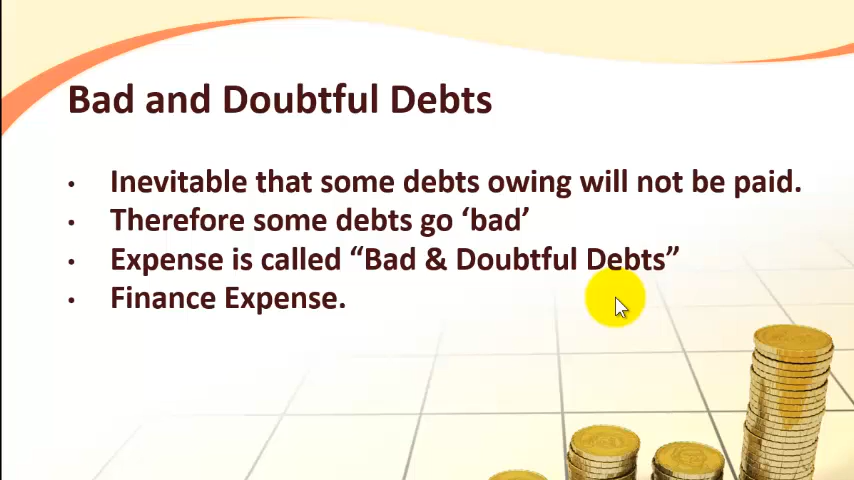 Bad and Doubtful Debts
• Inevitable that some debts owing will not be paid.
• Therefore some debts go ‘bad’
• Expense is called “Bad & Doubtful Debts”
• Finance Expense.